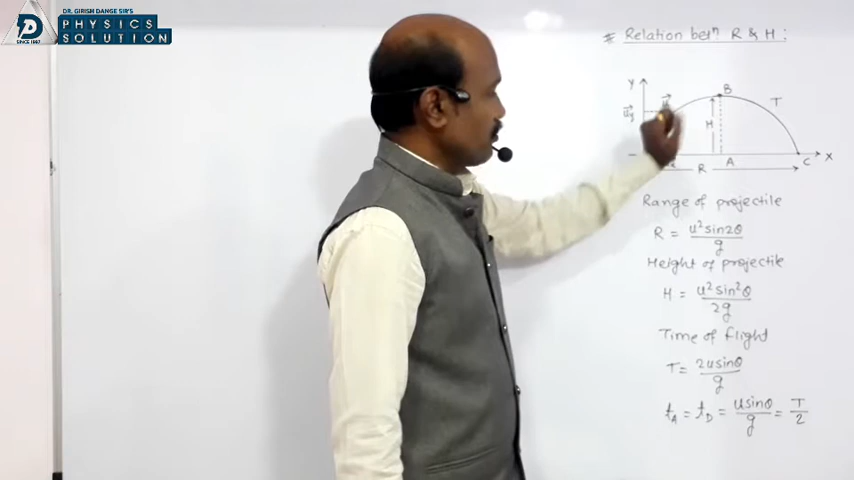 DR. GIRISH DANGE SIR'S
PHYSICS
SOLUTION
D
SINCE 1997
* Relation betn R & H :
Y
B
T
u⃗y
u⃗
H
A
R
C
X
Range of projectile
R = u²sin2θ / g
Height of projectile
H = u²sin²θ / 2g
Time of flight
T = 2usinθ / g
tA = tD = usinθ / g = T / 2